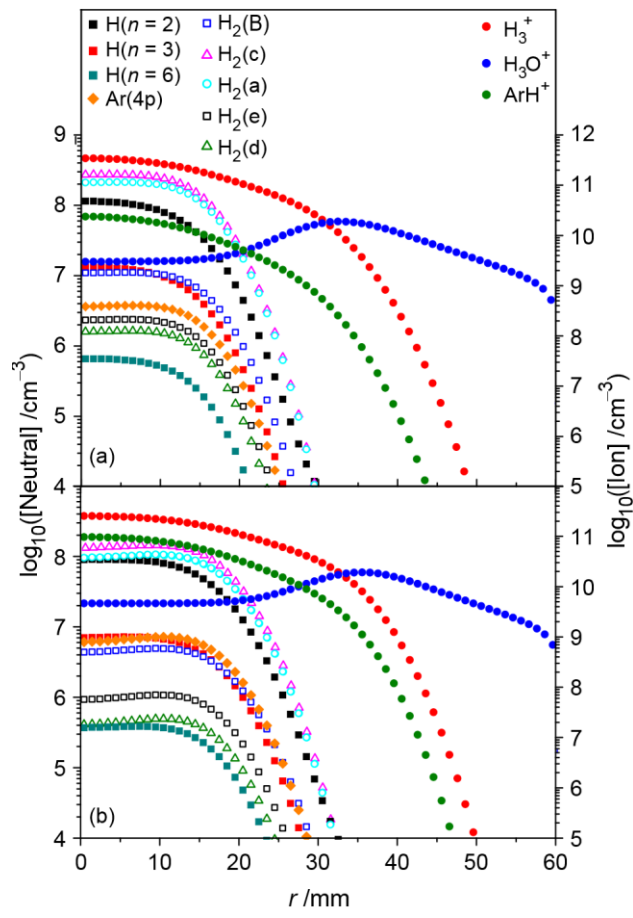 H(n = 2)
H(n = 3)
H(n = 6)
Ar(4p)
H₂(B)
H₂(c)
H₂(a)
H₂(e)
H₂(d)
H₃⁺
H₃O⁺
ArH⁺
9
8
7
6
5
4
12
11
10
9
8
7
6
5
(a)
log₁₀([Neutral] /cm⁻³)
log₁₀([Ion] /cm⁻³)
8
7
6
5
4
11
10
9
8
7
6
5
(b)
0 10 20 30 40 50 60
r /mm